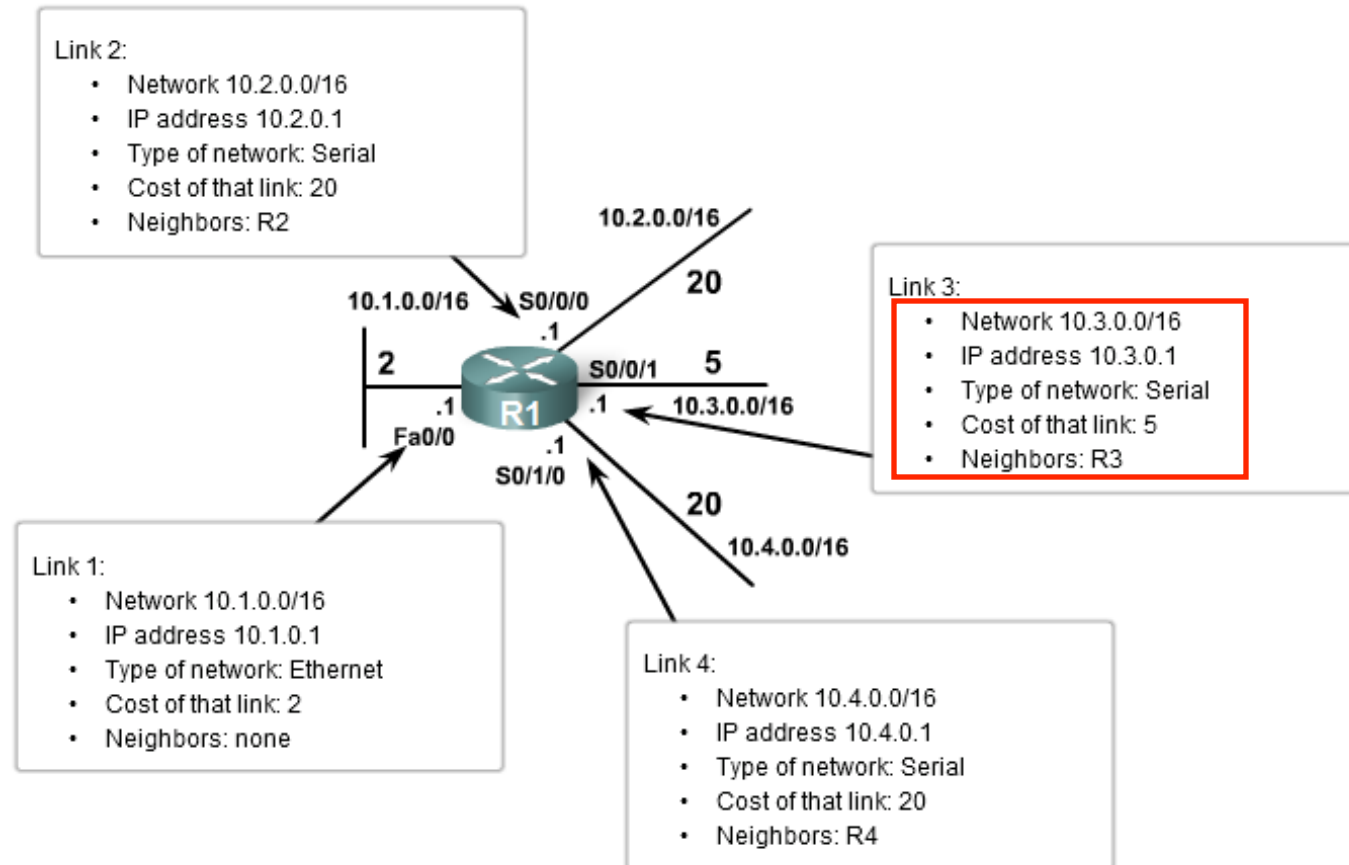 Link 2:
• Network 10.2.0.0/16
• IP address 10.2.0.1
• Type of network: Serial
• Cost of that link: 20
• Neighbors: R2
10.2.0.0/16
20
10.1.0.0/16
S0/0/0
.1
2
S0/0/1
5
.1
R1
.1
10.3.0.0/16
Fa0/0
.1
S0/1/0
20
10.4.0.0/16
Link 3:
• Network 10.3.0.0/16
• IP address 10.3.0.1
• Type of network: Serial
• Cost of that link: 5
• Neighbors: R3
Link 1:
• Network 10.1.0.0/16
• IP address 10.1.0.1
• Type of network: Ethernet
• Cost of that link: 2
• Neighbors: none
Link 4:
• Network 10.4.0.0/16
• IP address 10.4.0.1
• Type of network: Serial
• Cost of that link: 20
• Neighbors: R4